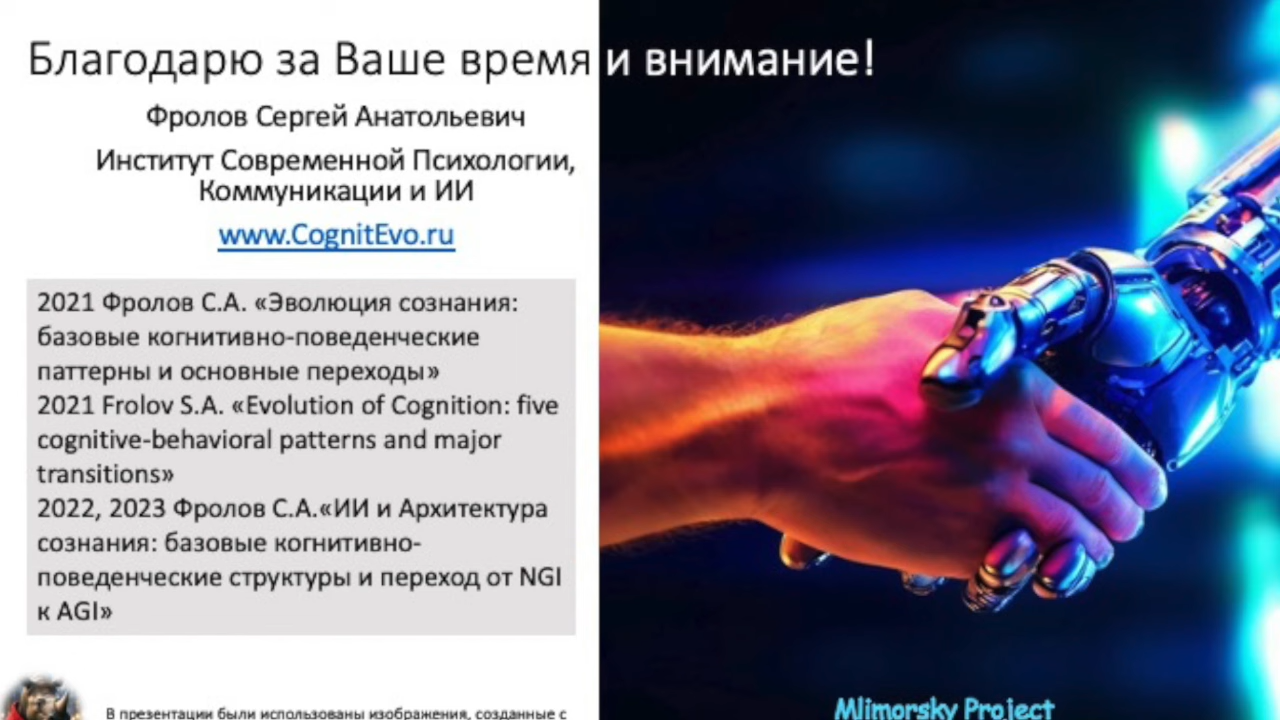 Благодарю за Ваше время и внимание!
Фролов Сергей Анатольевич
Институт Современной Психологии,
Коммуникации и ИИ
www.CognitEvo.ru
2021 Фролов С.А. «Эволюция сознания:
базовые когнитивно-поведенческие
паттерны и основные переходы»
2021 Frolov S.A. «Evolution of Cognition: five
cognitive-behavioral patterns and major
transitions»
2022, 2023 Фролов С.А.«ИИ и Архитектура
сознания: базовые когнитивно-
поведенческие структуры и переход от NGI
к AGI»
В презентации были использованы изображения, созданные с
Mlimorsky Project